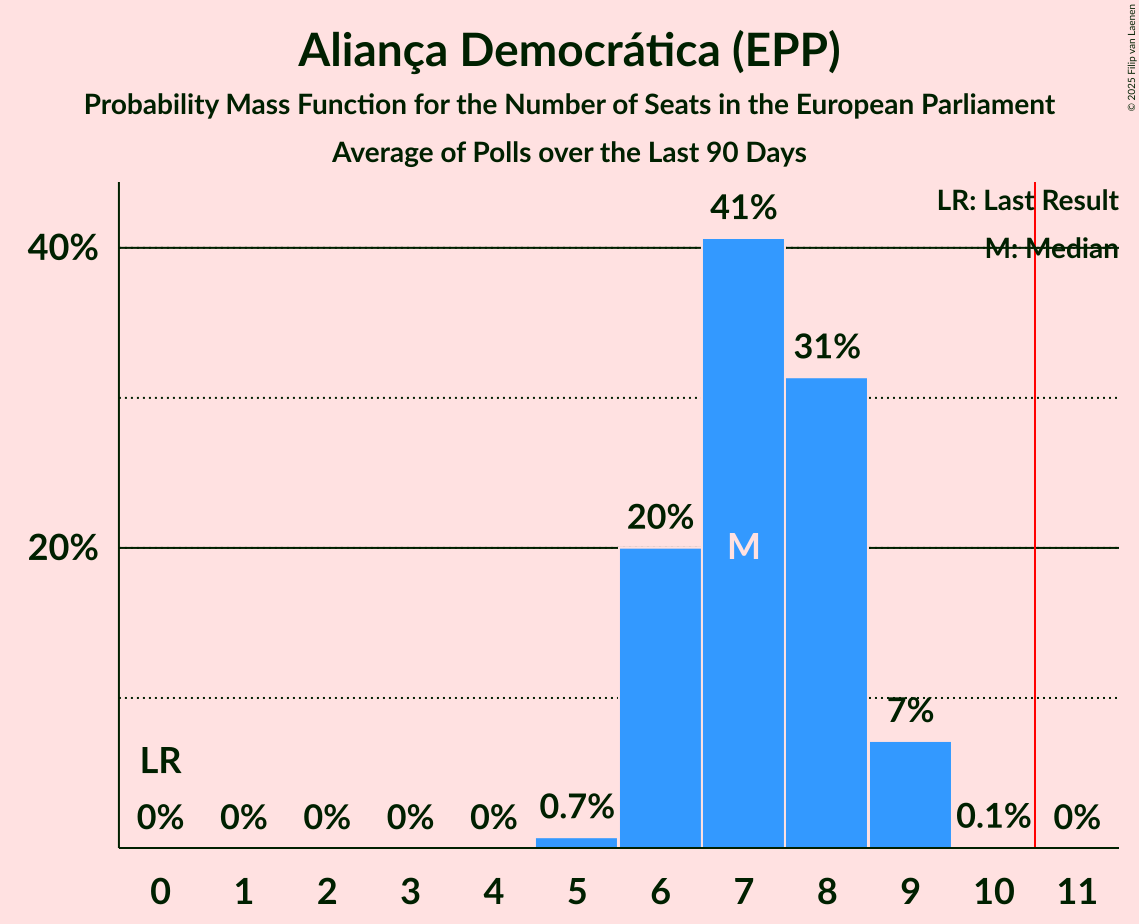 Aliança Democrática (EPP)
Probability Mass Function for the Number of Seats in the European Parliament
Average of Polls over the Last 90 Days
© 2025 Filip van Laenen
LR: Last Result
M: Median
40%
20%
41%
31%
20%
M
7%
LR
0%
0%
0%
0%
0%
0.7%
0.1%
0%
0 1 2 3 4 5 6 7 8 9 10 11